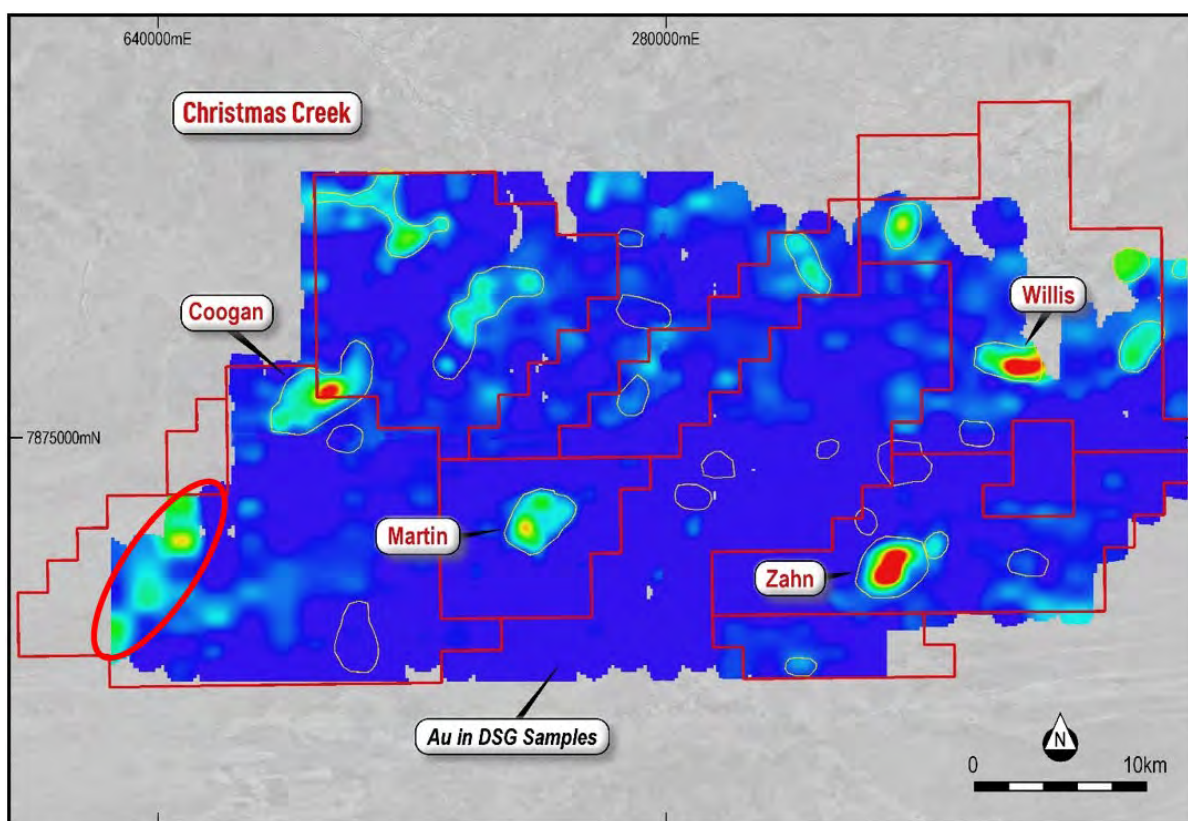 640000mE
280000mE
Christmas Creek
Willis
Coogan
7875000mN
Martin
Zahn
Au in DSG Samples
N
0 10km